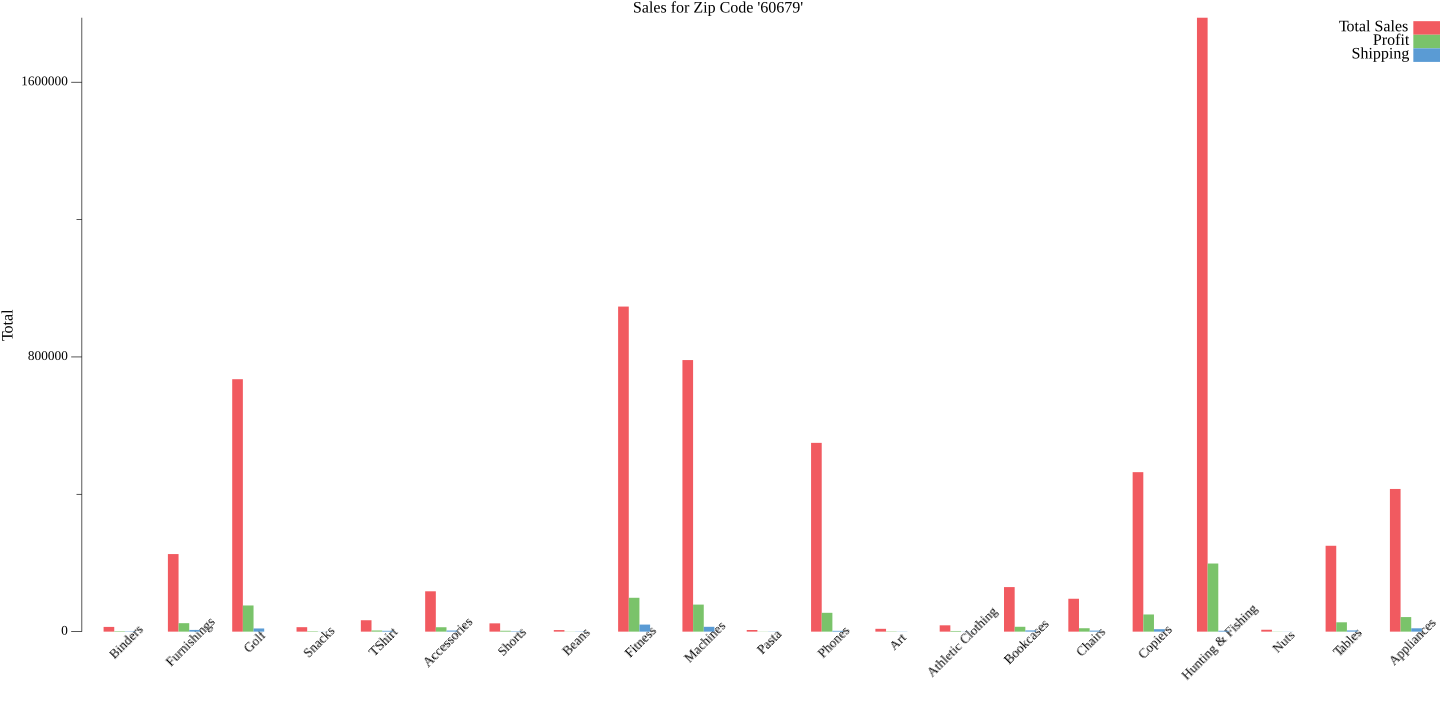 Sales for Zip Code '60679'
Total Sales
Profit
Shipping
1600000
800000
0
Total
Binders
Furnishings
Golf
Snacks
TShirt
Accessories
Shorts
Beans
Fitness
Machines
Pasta
Phones
Art
Athletic Clothing
Bookcases
Chairs
Copiers
Hunting & Fishing
Nuts
Tables
Appliances